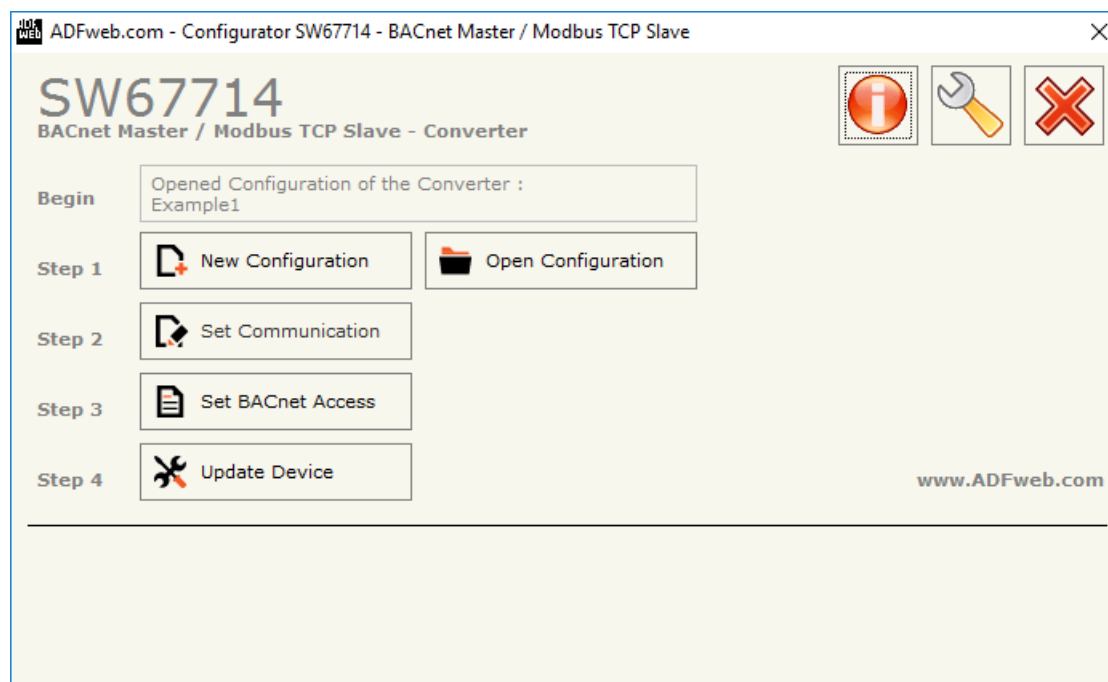 ADFweb.com - Configurator SW67714 - BACnet Master / Modbus TCP Slave
SW67714
BACnet Master / Modbus TCP Slave - Converter
Begin
Opened Configuration of the Converter :
Example1
Step 1
New Configuration
Open Configuration
Step 2
Set Communication
Step 3
Set BACnet Access
Step 4
Update Device
www.ADFweb.com